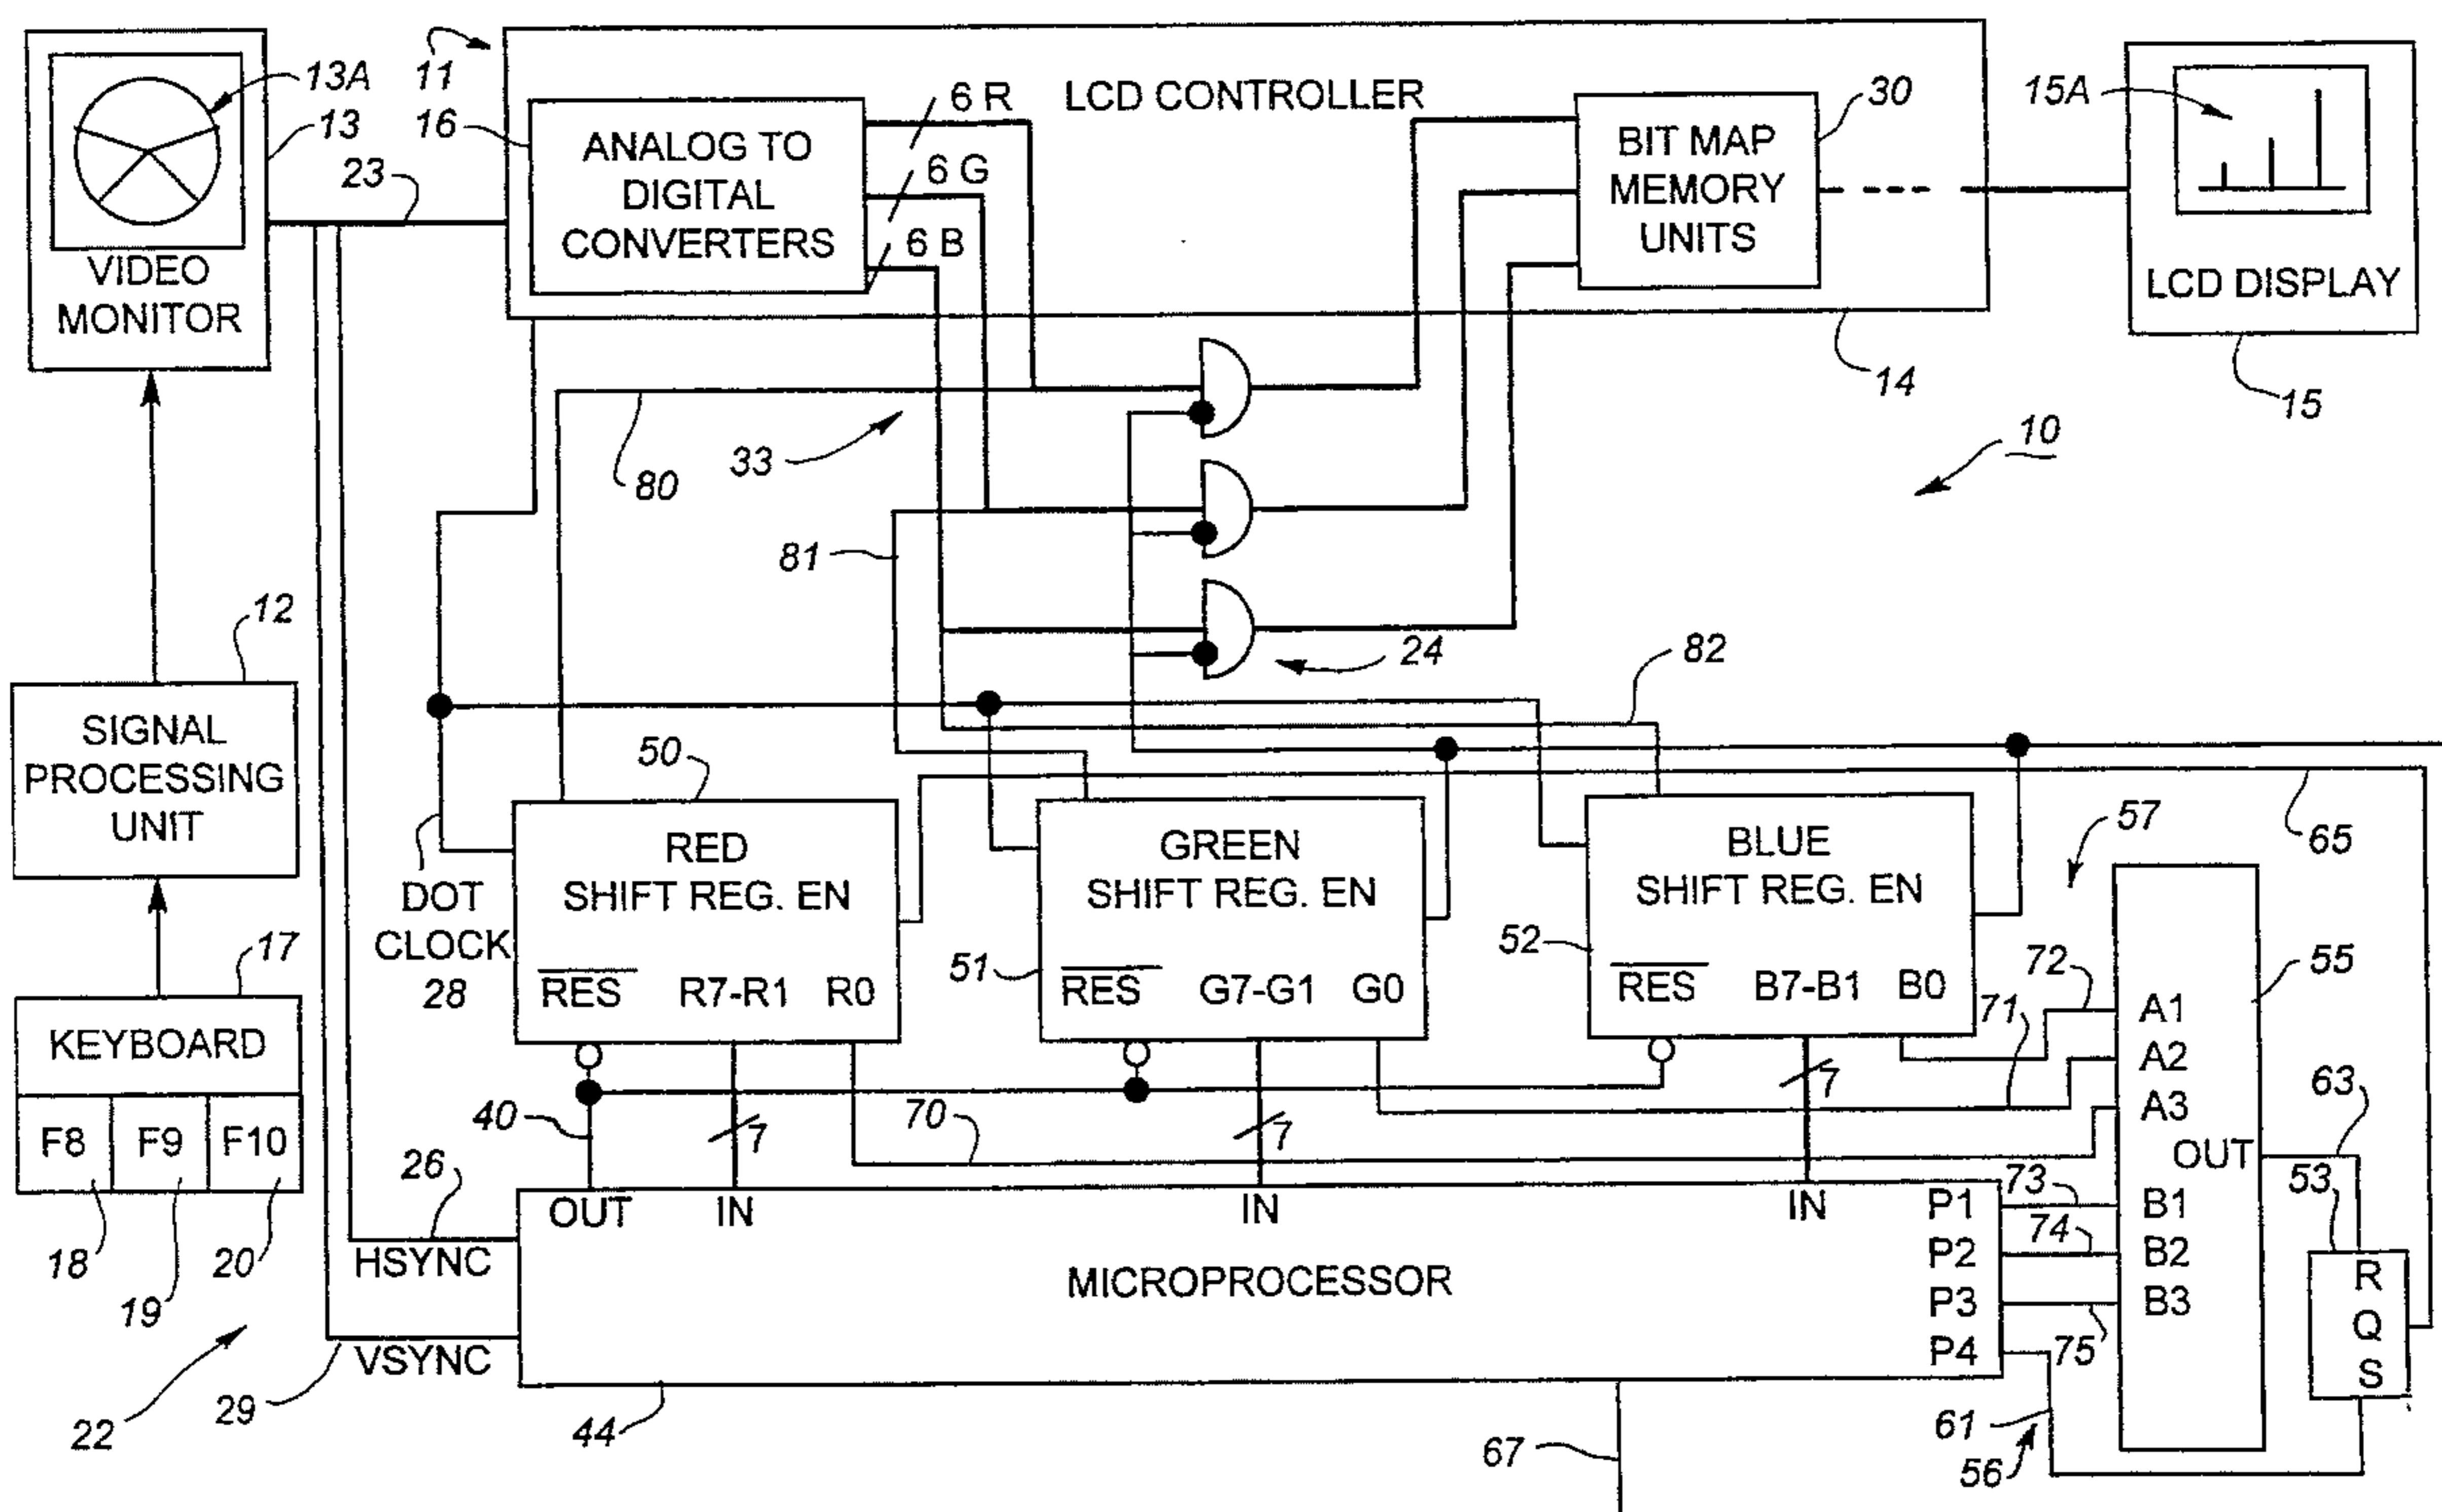 11
13A
13
23
VIDEO
MONITOR
16
ANALOG TO
DIGITAL
CONVERTERS
6 R
6 G
6 B
LCD CONTROLLER
BIT MAP
MEMORY
UNITS
30
14
15A
LCD DISPLAY
15
10
33
80
81
24
82
12
SIGNAL
PROCESSING
UNIT
17
KEYBOARD
F8 F9 F10
18
19
20
22
DOT
CLOCK
28
50
RED
SHIFT REG. EN
RES R7-R1 R0
51
GREEN
SHIFT REG. EN
RES G7-G1 G0
52
BLUE
SHIFT REG. EN
RES B7-B1 B0
65
57
72
71
55
A1
A2
A3
OUT
B1
B2
B3
63
53
R
Q
S
40
7
7
7
70
26
HSYNC
VSYNC
29
OUT IN IN IN
MICROPROCESSOR
P1
P2
P3
P4
73
74
75
44
67
61
56